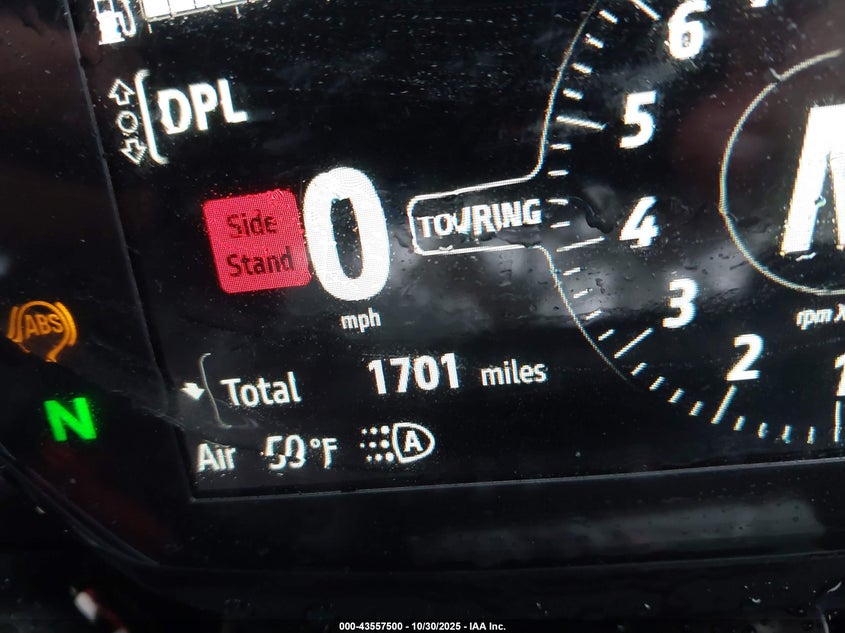 6
DPL
5
Side
Stand
0
TOURING
4
mph
3
rpm
2
Total 1701 miles
ABS
N
Air °F A
000-43557500 - 10/30/2025 - IAA Inc.